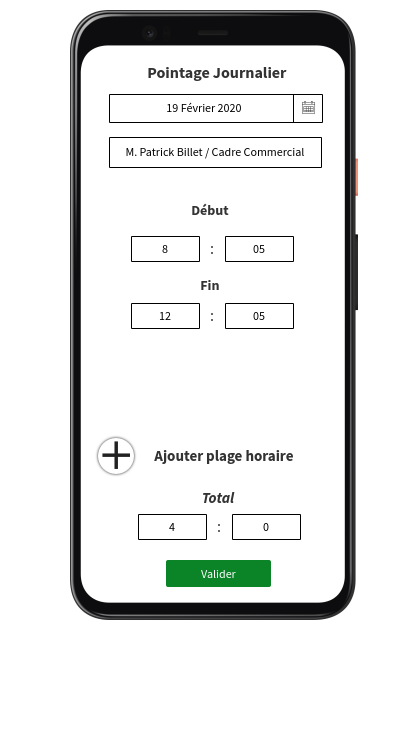 Pointage Journalier
19 Février 2020
M. Patrick Billet / Cadre Commercial
Début
8 : 05
Fin
12 : 05
Ajouter plage horaire
Total
4 : 0
Valider